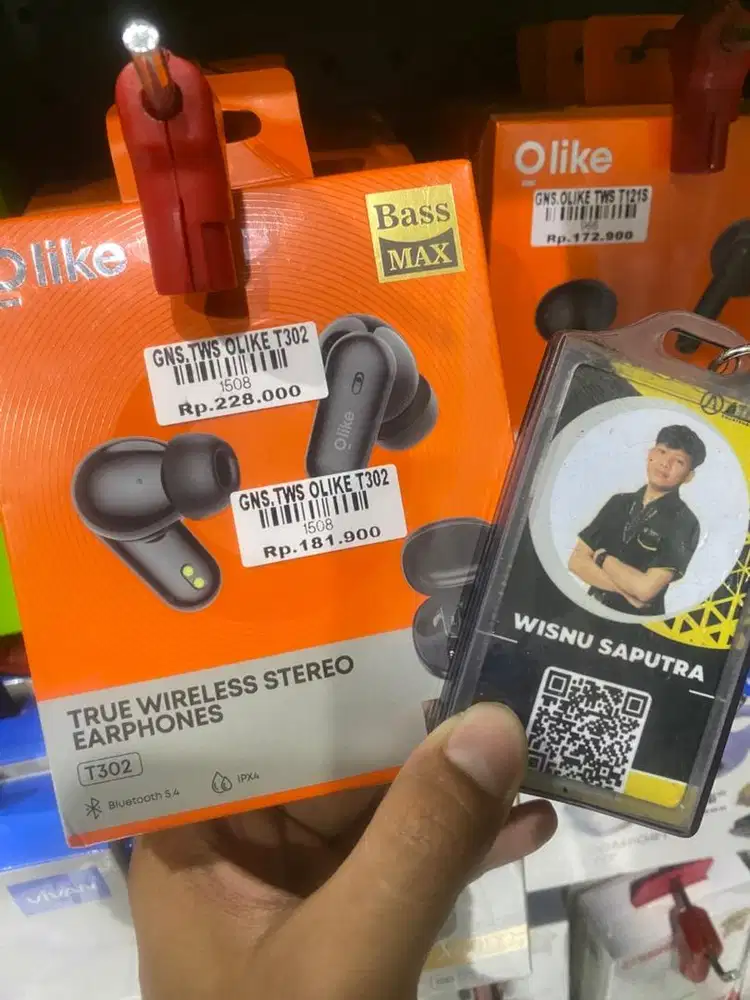 Olike
Bass
MAX
GNS.TWS OLIKE T302
1508
Rp.228.000
Olike
GNS.TWS OLIKE T302
1508
Rp.181.900
TRUE WIRELESS STEREO
EARPHONES
T302
Bluetooth 5.4
IPX4
Olike
GNS.OLIKE TWS T121S
Rp.172.900
WISNU SAPUTRA
VIVAN